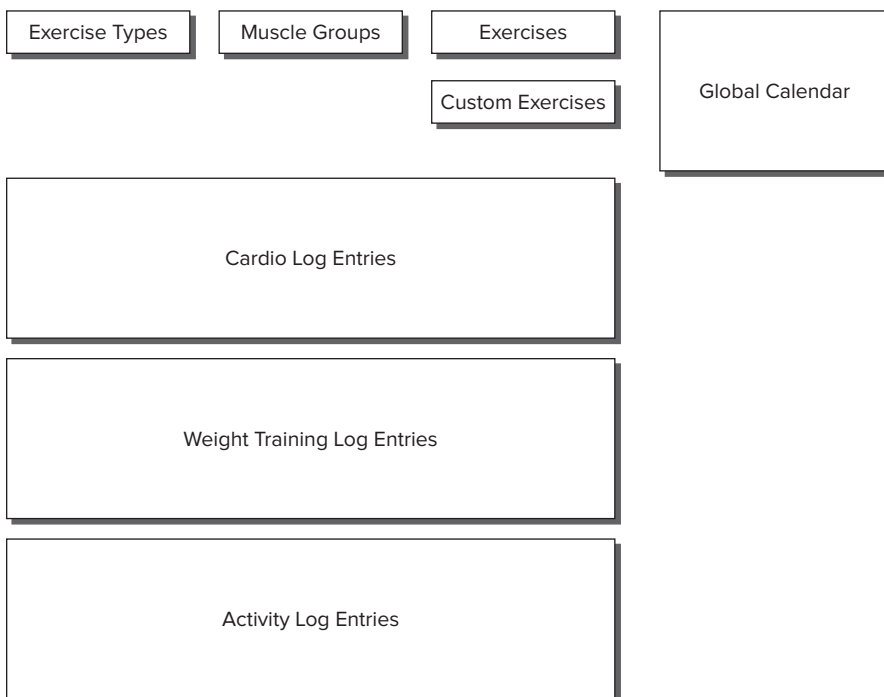 Exercise Types
Muscle Groups
Exercises
Global Calendar
Custom Exercises
Cardio Log Entries
Weight Training Log Entries
Activity Log Entries